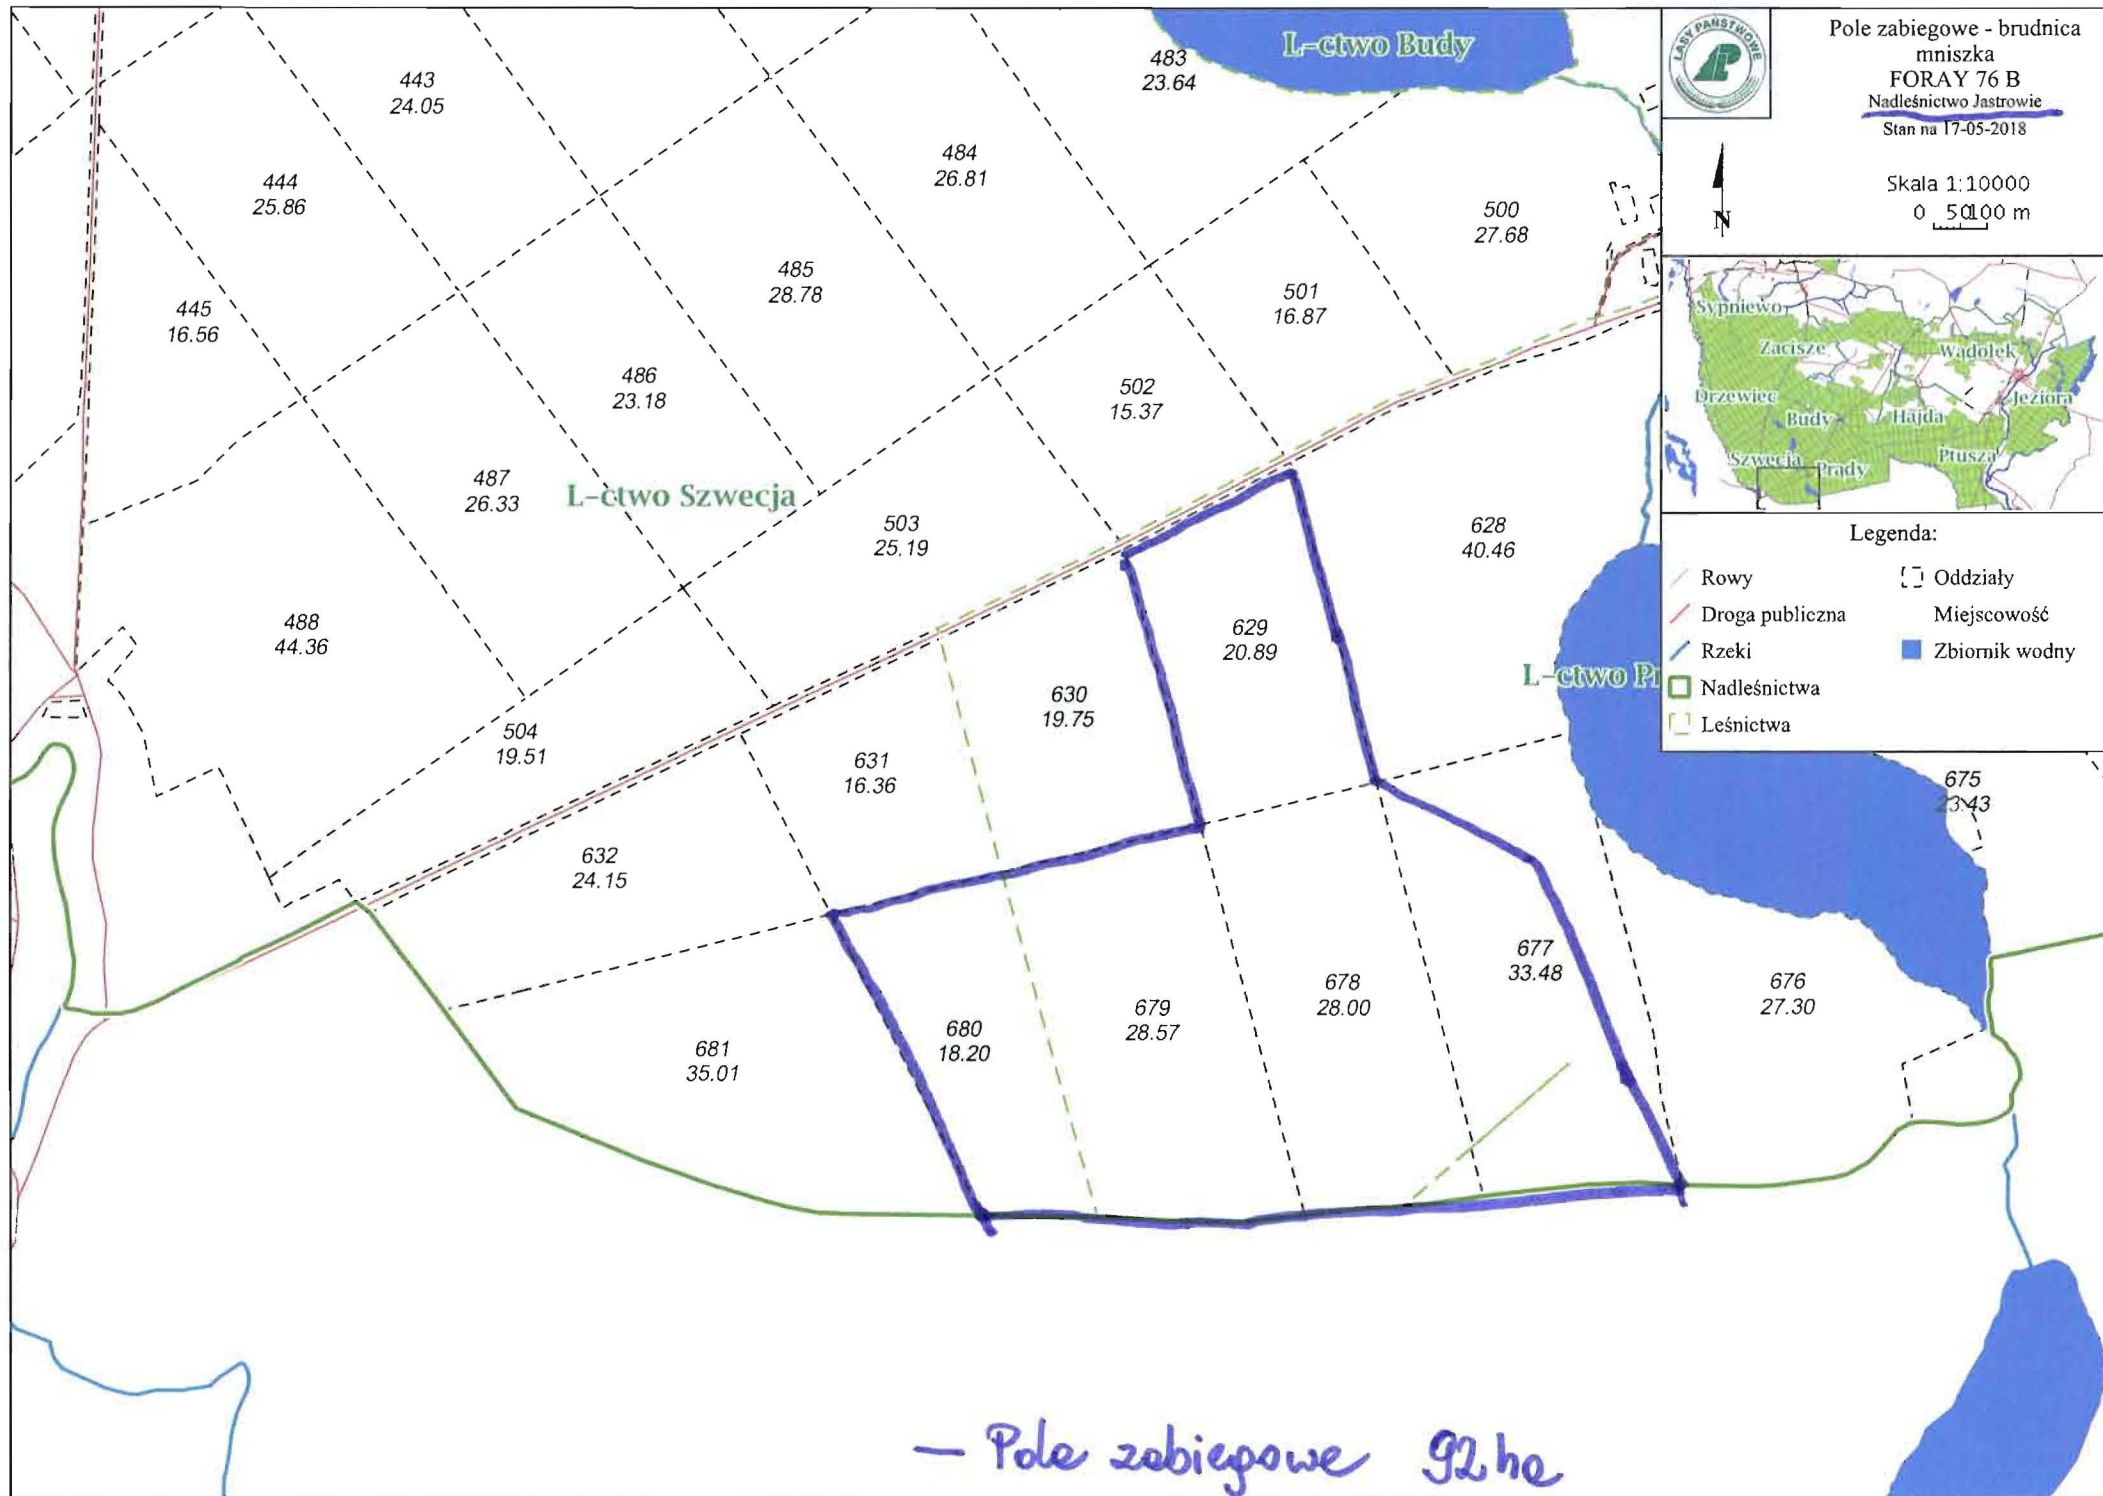 L-ctwo Budy
483
23.64
443
24.05
484
26.81
444
25.86
500
27.68
485
28.78
501
16.87
445
16.56
486
23.18
502
15.37
487
26.33
L-ctwo Szwecja
503
25.19
628
40.46
488
44.36
629
20.89
L-ctwo Pr
630
19.75
504
19.51
631
16.36
675
23.43
632
24.15
677
33.48
678
28.00
676
27.30
679
28.57
680
18.20
681
35.01
LASY PAŃSTWOWE
Pole zabiegowe - brudnica
mniszka
FORAY 76 B
Nadleśnictwo Jastrowie
Stan na 17-05-2018
N
Skala 1:10000
0 50 100 m
Sypniewo
Zacisze
Wądołek
Drzewiec
Budy
Hajda
Jeziora
Szwecja
Prądy
Ptusza
Legenda:
Rowy
Droga publiczna
Rzeki
Nadleśnictwa
Leśnictwa
Oddziały
Miejscowość
Zbiornik wodny
— Pole zabiegowe 92 ha